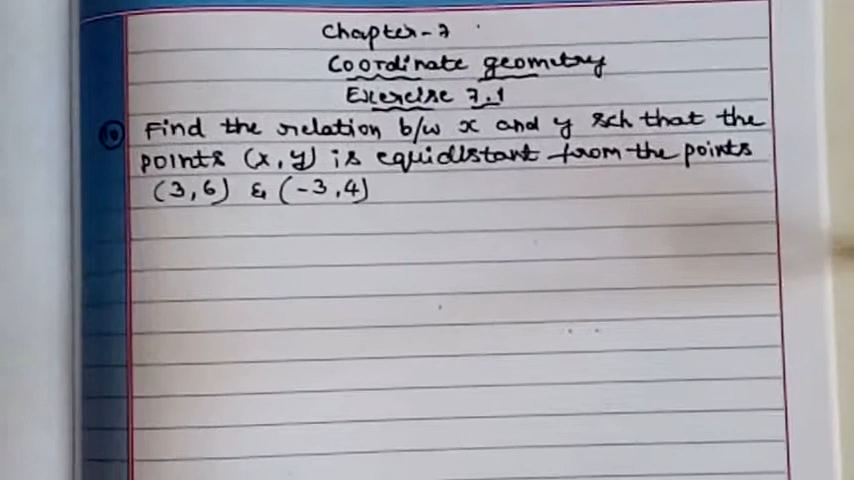 Chapter-7
Coordinate geometry
Exercise 7.1
10 Find the relation b/w x and y sch that the
points (x, y) is equidistant from the points
(3,6) & (-3,4)